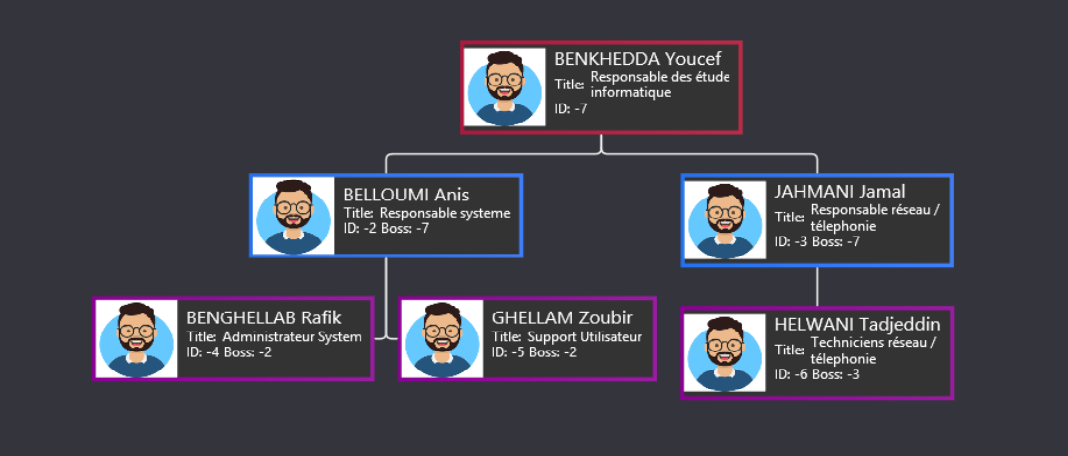 BENKHEDDA Youcef
Title: Responsable des étude
informatique
ID: -7
BELLOUMI Anis
Title: Responsable systeme
ID: -2 Boss: -7
JAHMANI Jamal
Title: Responsable réseau /
télephonie
ID: -3 Boss: -7
BENGHELLAB Rafik
Title: Administrateur System
ID: -4 Boss: -2
GHELLAM Zoubir
Title: Support Utilisateur
ID: -5 Boss: -2
HELWANI Tadjeddin
Title: Techniciens réseau /
télephonie
ID: -6 Boss: -3